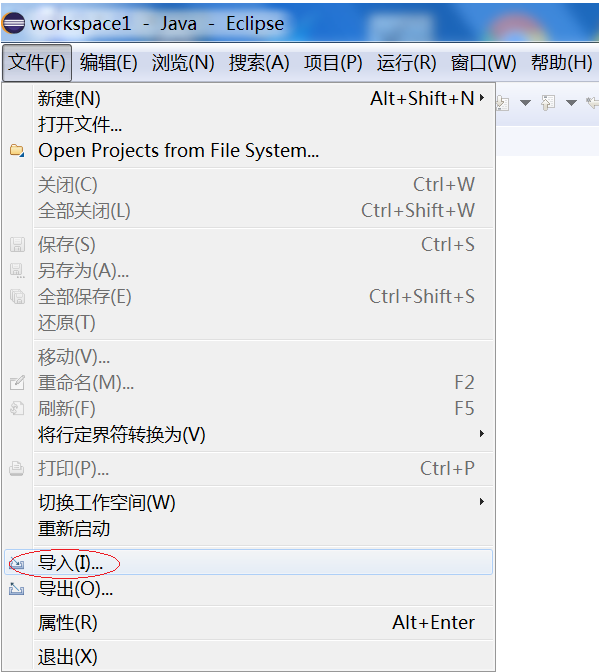 workspace1 - Java - Eclipse
文件(F) 编辑(E) 浏览(N) 搜索(A) 项目(P) 运行(R) 窗口(W) 帮助(H)
新建(N) Alt+Shift+N
打开文件...
Open Projects from File System...
关闭(C) Ctrl+W
全部关闭(L) Ctrl+Shift+W
保存(S) Ctrl+S
另存为(A)...
全部保存(E) Ctrl+Shift+S
还原(T)
移动(V)...
重命名(M)... F2
刷新(F) F5
将行定界符转换为(V)
打印(P)... Ctrl+P
切换工作空间(W)
重新启动
导入(I)...
导出(O)...
属性(R) Alt+Enter
退出(X)